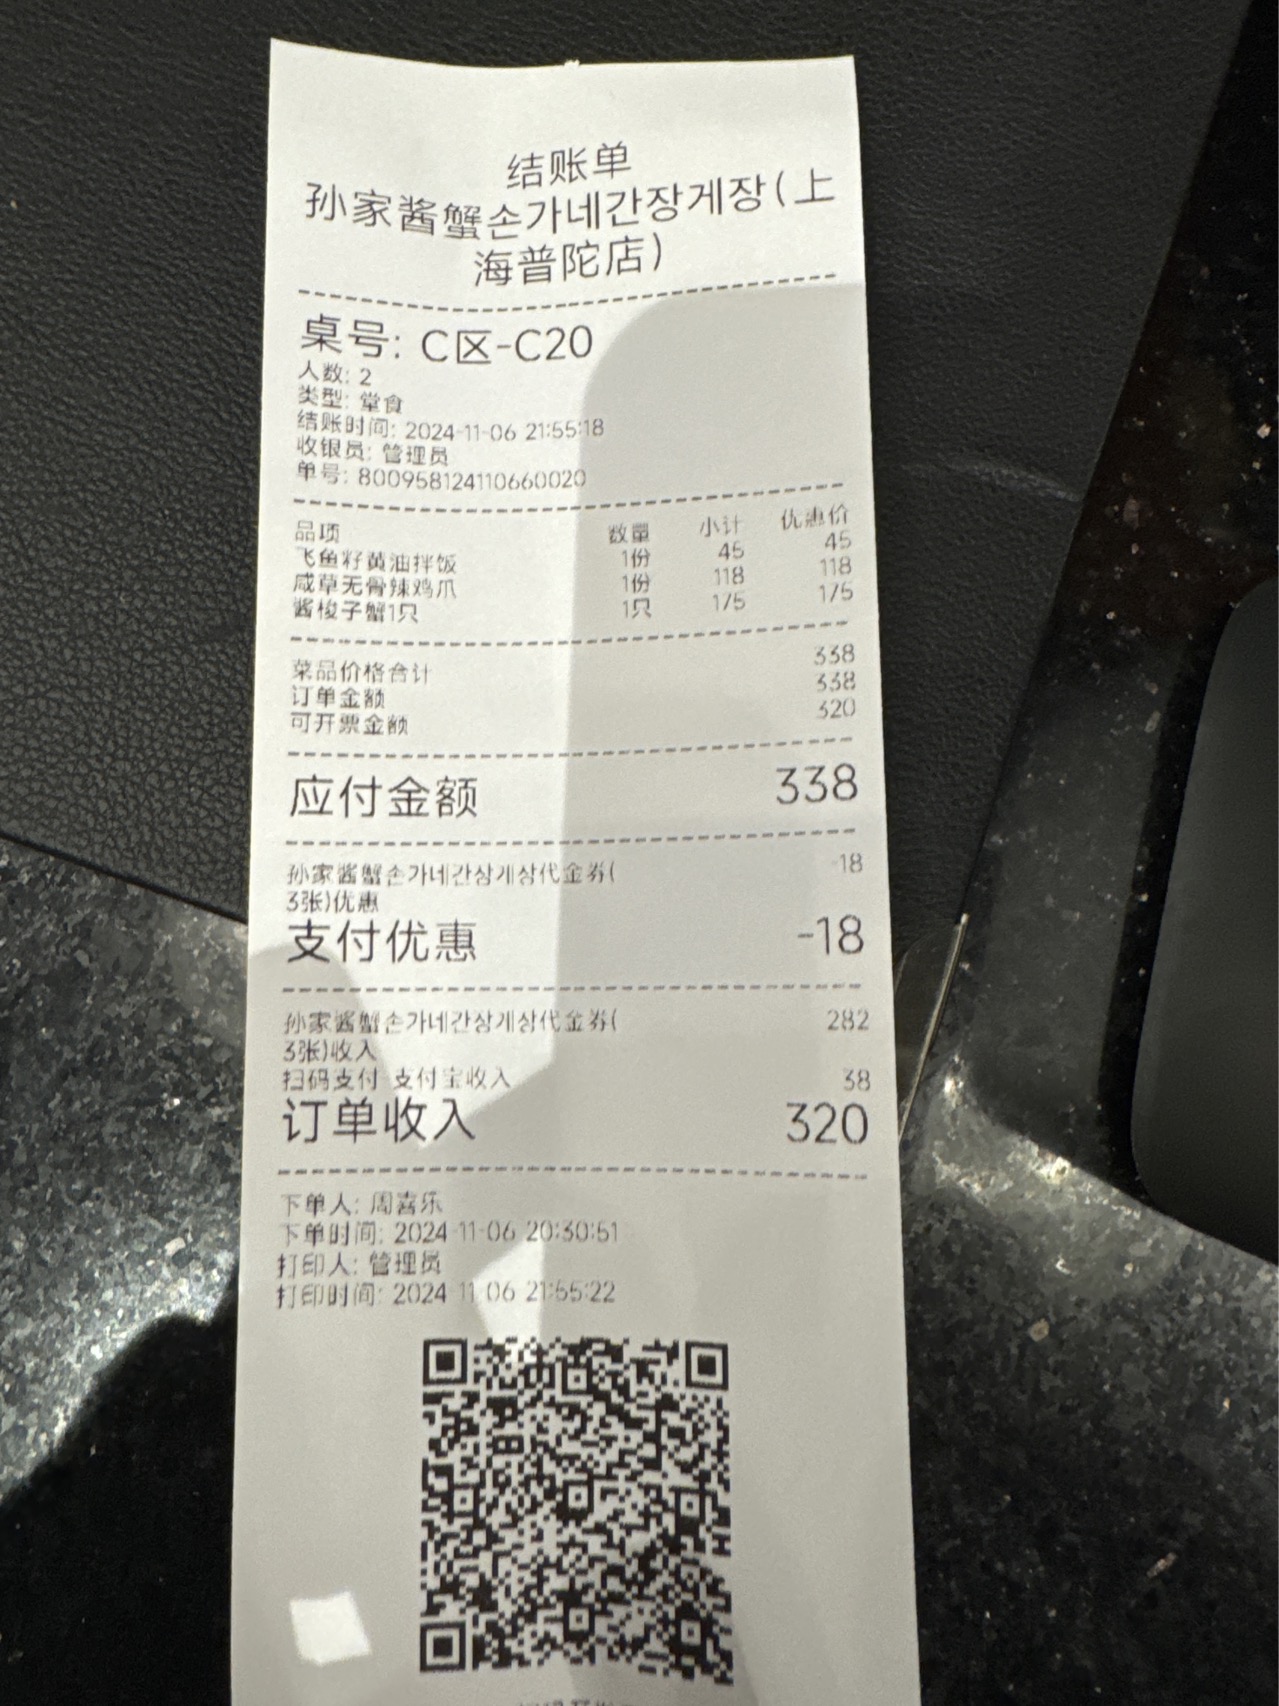 结账单
孙家酱蟹손가네간장게장(上
海普陀店)
桌号: C区-C20
人数: 2
类型: 堂食
结账时间: 2024-11-06 21:55:18
收银员: 管理员
单号: 800958124110660020
品项 数量 小计 优惠价
飞鱼籽黄油拌饭 1份 45 45
咸草无骨辣鸡爪 1份 118 118
酱梭子蟹1只 1只 175 175
菜品价格合计 338
订单金额 338
可开票金额 320
应付金额 338
孙家酱蟹손가네간장게장代金券( -18
3张)优惠
支付优惠 -18
孙家酱蟹손가네간장게장代金券( 282
3张)收入
扫码支付-支付宝收入 38
订单收入 320
下单人: 周喜乐
下单时间: 2024-11-06 20:30:51
打印人: 管理员
打印时间: 2024-11-06 21:55:22